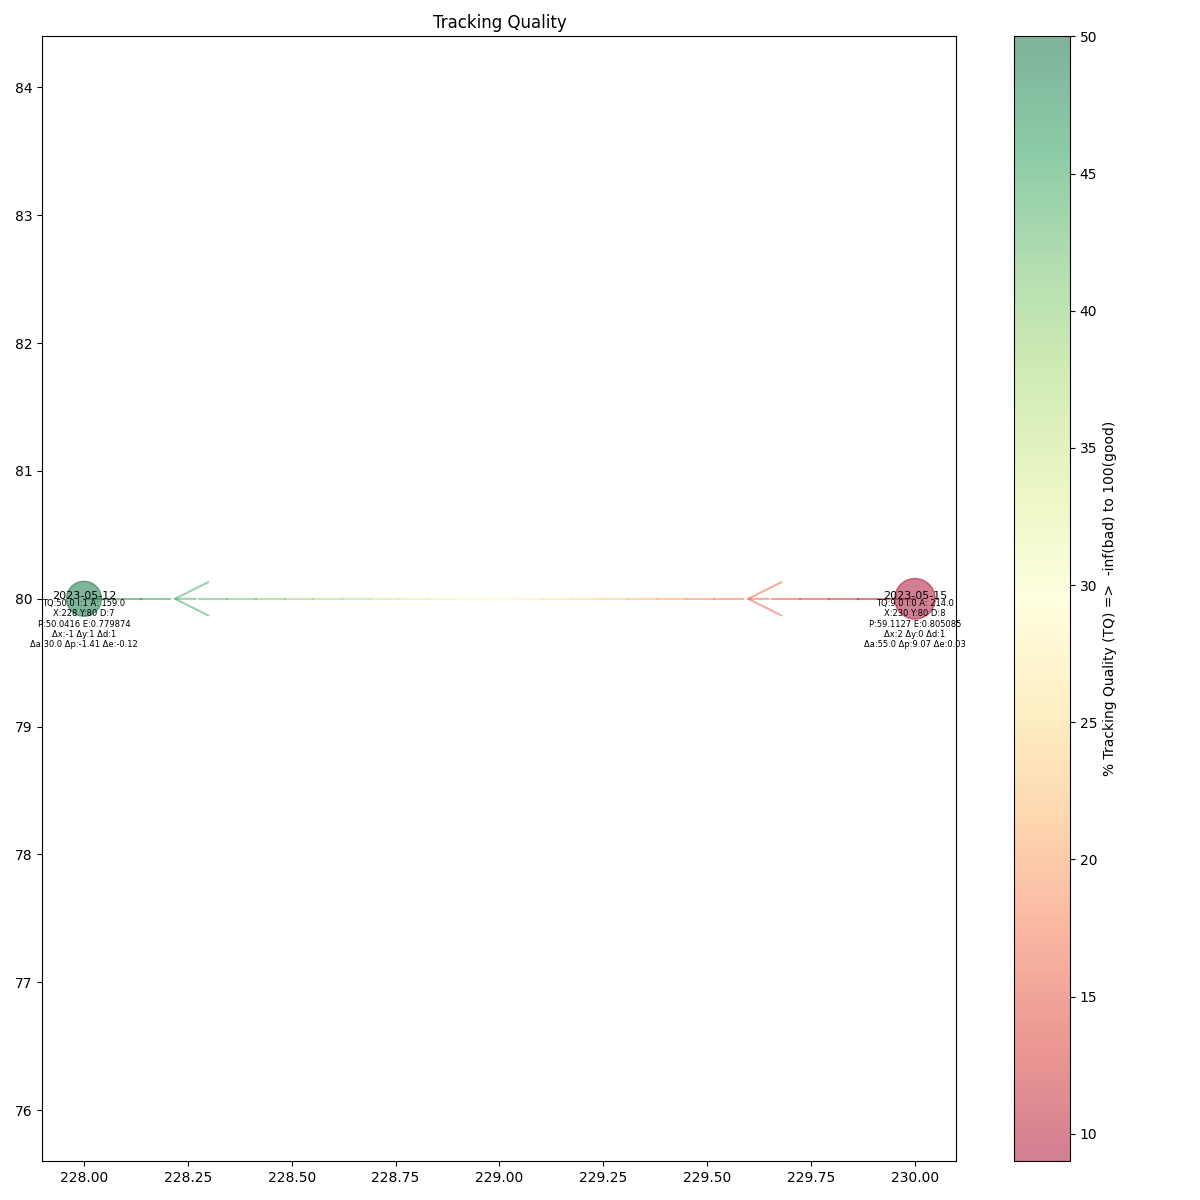 Tracking Quality
84
83
82
81
80
79
78
77
76
228.00
228.25
228.50
228.75
229.00
229.25
229.50
229.75
230.00
2023-05-12
TQ:50.0 I:1 A: 159.0
X:228 Y:80 D:7
P:50.0416 E:0.779874
Δx:-1 Δy:1 Δd:1
Δa:30.0 Δp:-1.41 Δe:-0.12
2023-05-15
TQ:9.0 I:0 A: 214.0
X:230 Y:80 D:8
P:59.1127 E:0.805085
Δx:2 Δy:0 Δd:1
Δa:55.0 Δp:9.07 Δe:0.03
50
45
40
35
30
25
20
15
10
% Tracking Quality (TQ) => -inf(bad) to 100(good)